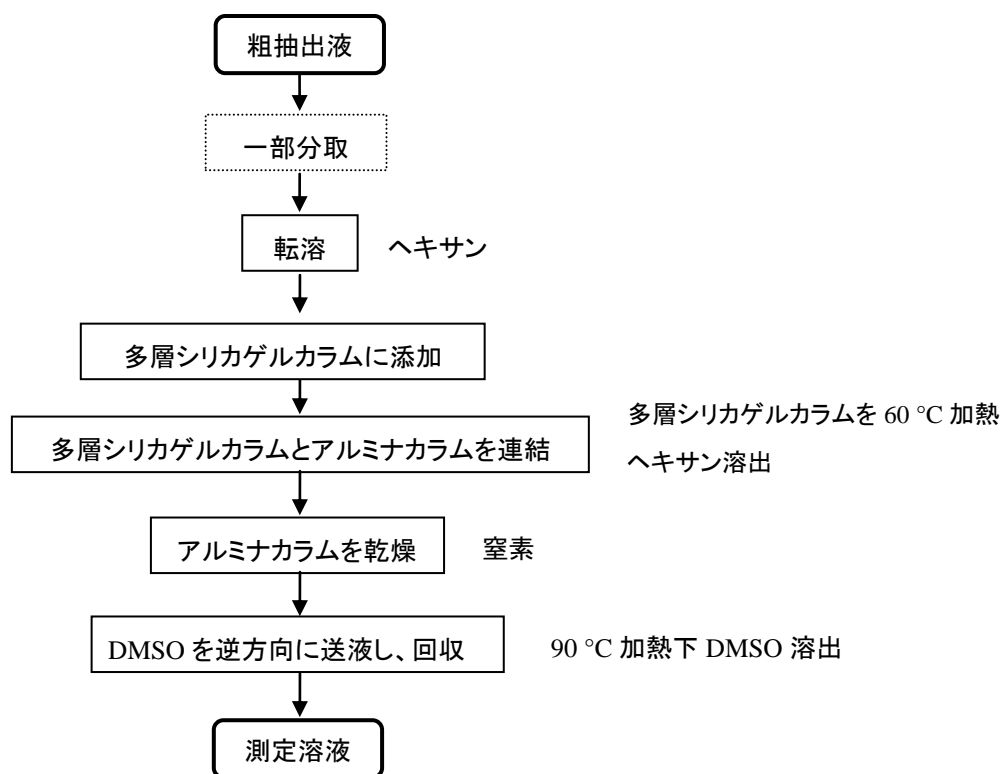 粗抽出液
一部分取
転溶 ヘキサン
多層シリカゲルカラムに添加
多層シリカゲルカラムを 60 °C 加熱
多層シリカゲルカラムとアルミナカラムを連結
ヘキサン溶出
アルミナカラムを乾燥 窒素
DMSO を逆方向に送液し、回収 90 °C 加熱下 DMSO 溶出
測定溶液